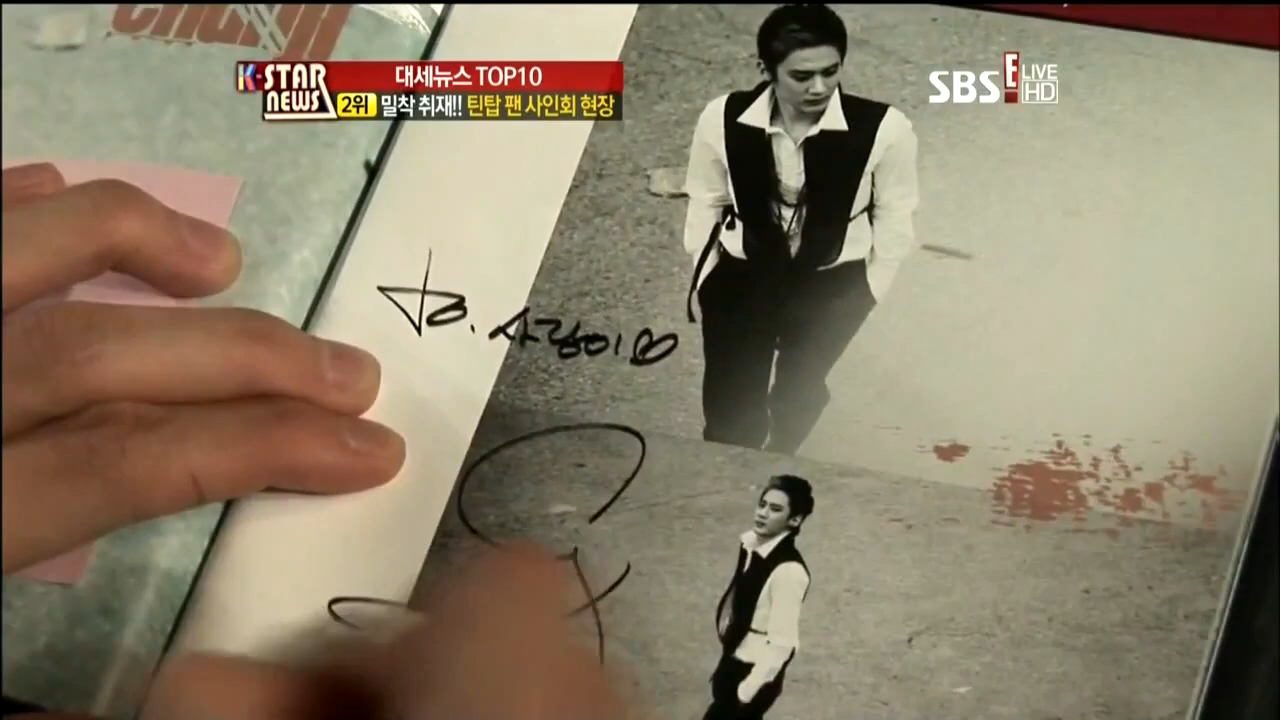 K-STAR NEWS
대세뉴스 TOP10
2위 밀착 취재!! 틴탑 팬 사인회 현장
SBS E! LIVE HD
to. 사랑이♡